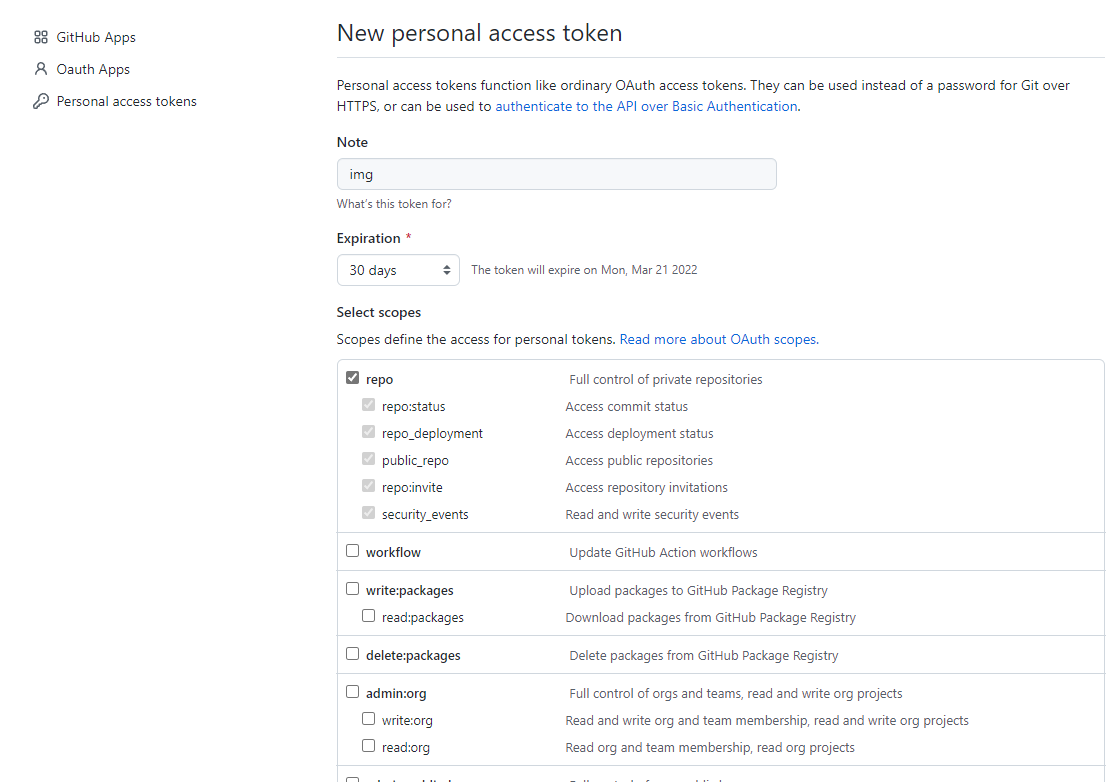 GitHub Apps
Oauth Apps
Personal access tokens
New personal access token
Personal access tokens function like ordinary OAuth access tokens. They can be used instead of a password for Git over
HTTPS, or can be used to authenticate to the API over Basic Authentication.
Note
img
What's this token for?
Expiration *
30 days The token will expire on Mon, Mar 21 2022
Select scopes
Scopes define the access for personal tokens. Read more about OAuth scopes.
repo Full control of private repositories
repo:status Access commit status
repo_deployment Access deployment status
public_repo Access public repositories
repo:invite Access repository invitations
security_events Read and write security events
workflow Update GitHub Action workflows
write:packages Upload packages to GitHub Package Registry
read:packages Download packages from GitHub Package Registry
delete:packages Delete packages from GitHub Package Registry
admin:org Full control of orgs and teams, read and write org projects
write:org Read and write org and team membership, read and write org projects
read:org Read org and team membership, read org projects